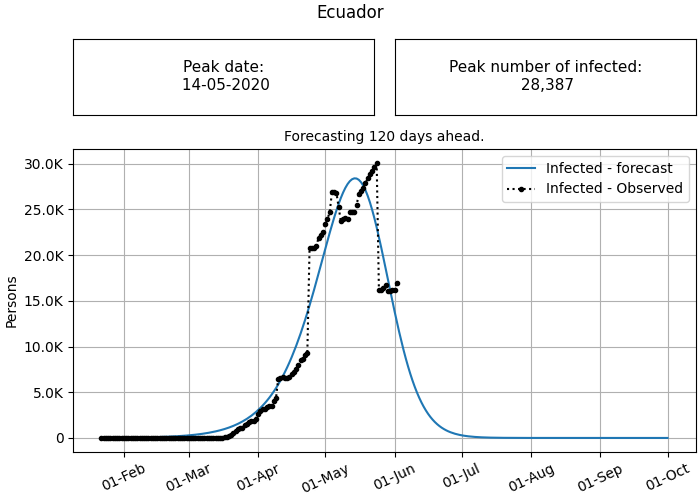 Ecuador
Peak date:
14-05-2020
Peak number of infected:
28,387
Forecasting 120 days ahead.
Infected - forecast
Infected - Observed
Persons
30.0K
25.0K
20.0K
15.0K
10.0K
5.0K
0
01-Feb
01-Mar
01-Apr
01-May
01-Jun
01-Jul
01-Aug
01-Sep
01-Oct